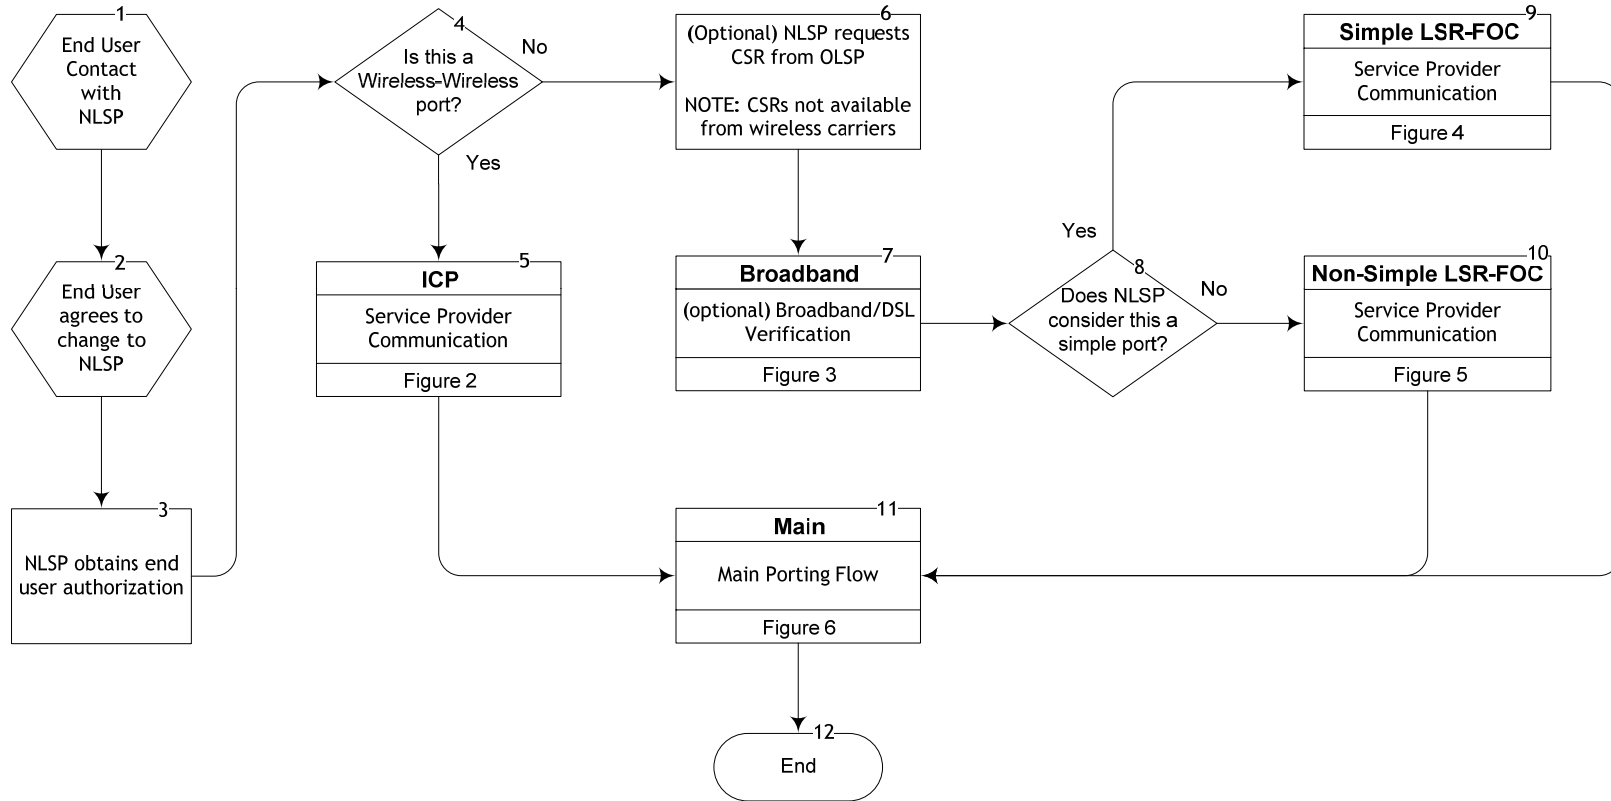 1
End User
Contact
with
NLSP
2
End User
agrees to
change to
NLSP
3
NLSP obtains end
user authorization
4
Is this a
Wireless-Wireless
port?
No
Yes
5
ICP
Service Provider
Communication
Figure 2
6
(Optional) NLSP requests
CSR from OLSP
NOTE: CSRs not available
from wireless carriers
7
Broadband
(optional) Broadband/DSL
Verification
Figure 3
8
Does NLSP
consider this a
simple port?
Yes
No
9
Simple LSR-FOC
Service Provider
Communication
Figure 4
10
Non-Simple LSR-FOC
Service Provider
Communication
Figure 5
11
Main
Main Porting Flow
Figure 6
12
End